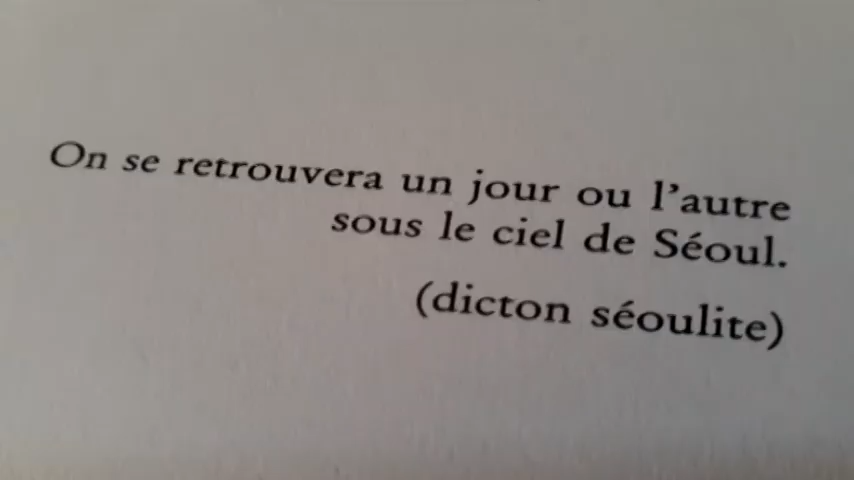 On se retrouvera un jour ou l'autre
sous le ciel de Séoul.
(dicton séoulite)